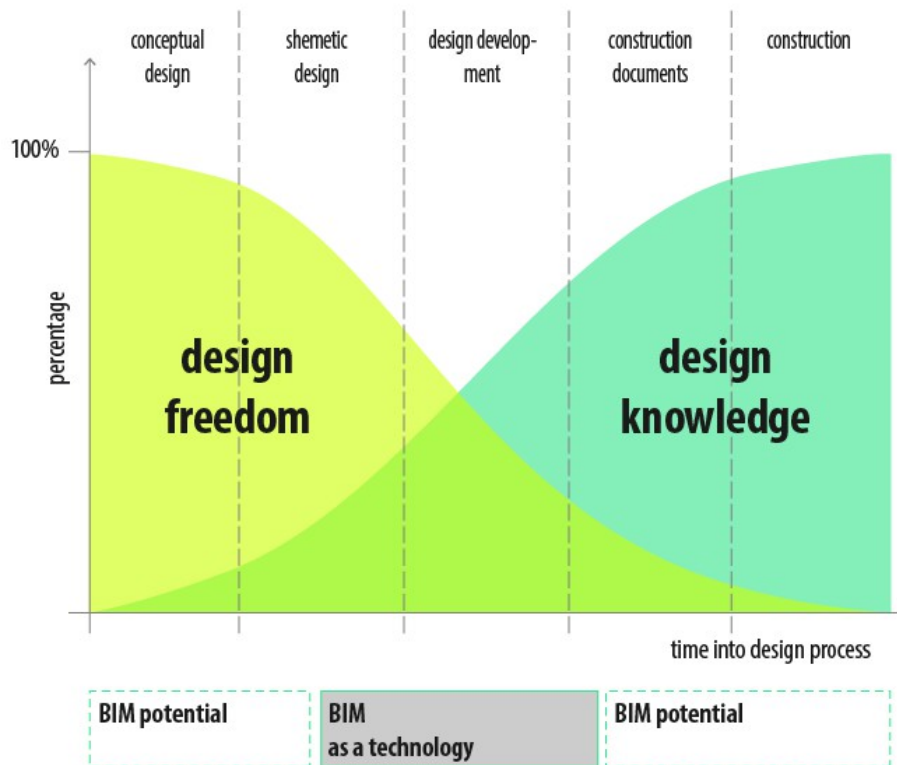 conceptual
design
shemetic
design
design develop-
ment
construction
documents
construction
100%
percentage
design
freedom
design
knowledge
time into design process
BIM potential
BIM
as a technology
BIM potential